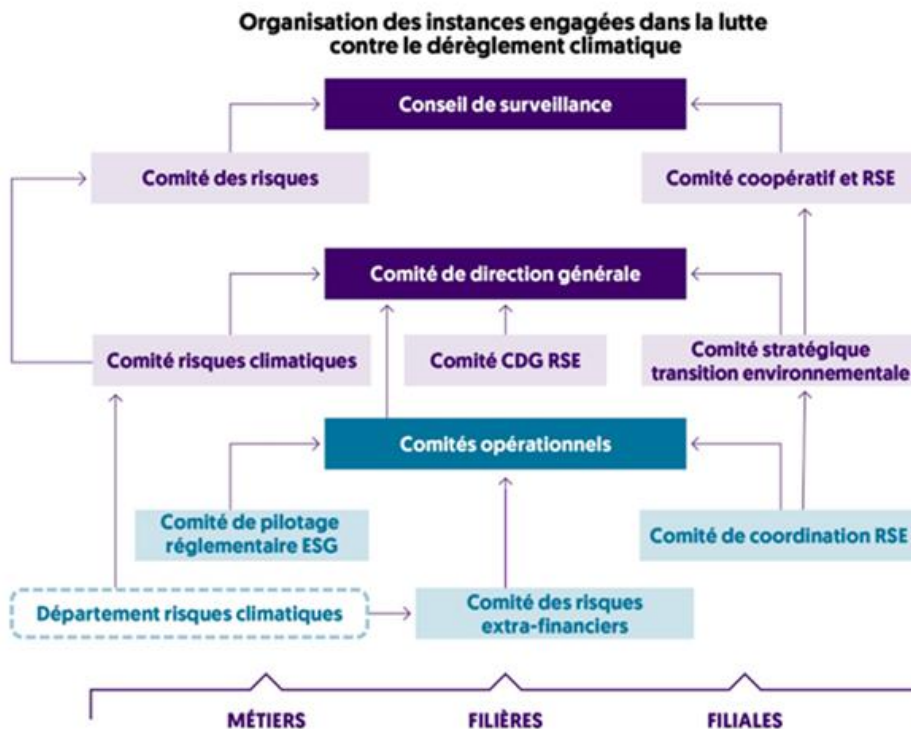 Organisation des instances engagées dans la lutte
contre le dérèglement climatique
Conseil de surveillance
Comité des risques
Comité coopératif et RSE
Comité de direction générale
Comité risques climatiques
Comité CDG RSE
Comité stratégique
transition environnementale
Comités opérationnels
Comité de pilotage
réglementaire ESG
Comité de coordination RSE
Département risques climatiques
Comité des risques
extra-financiers
MÉTIERS
FILIÈRES
FILIALES